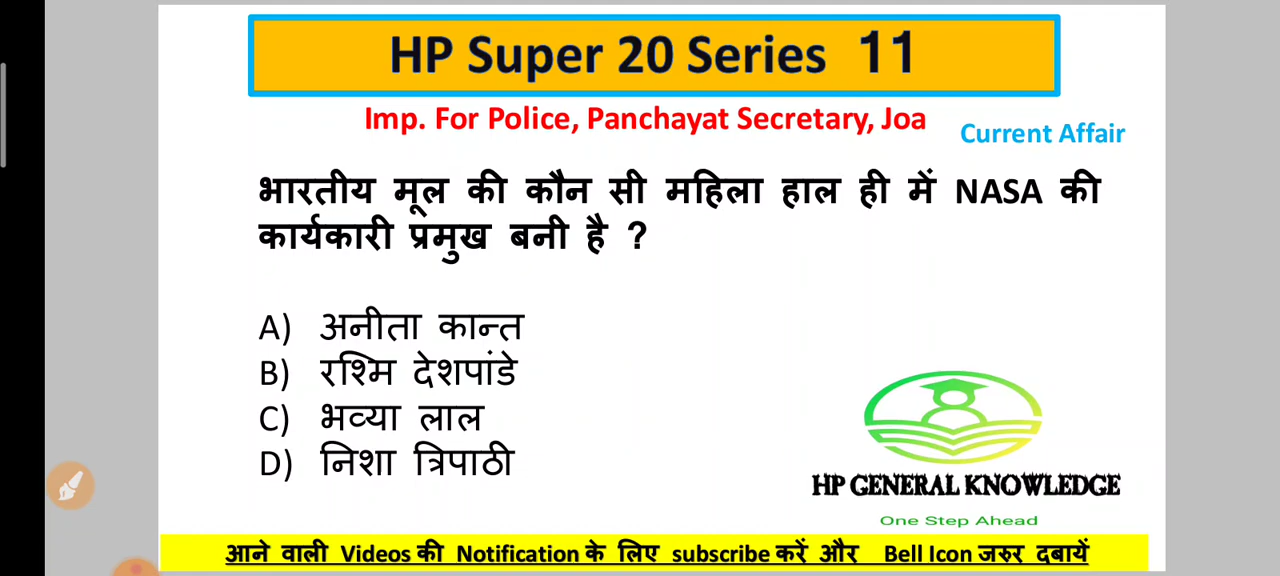 HP Super 20 Series 11
Imp. For Police, Panchayat Secretary, Joa
Current Affair
भारतीय मूल की कौन सी महिला हाल ही में NASA की
कार्यकारी प्रमुख बनी है ?
A) अनीता कान्त
B) रश्मि देशपांडे
C) भव्या लाल
D) निशा त्रिपाठी
HP GENERAL KNOWLEDGE
One Step Ahead
आने वाली Videos की Notification के लिए subscribe करें और Bell Icon जरुर दबायें